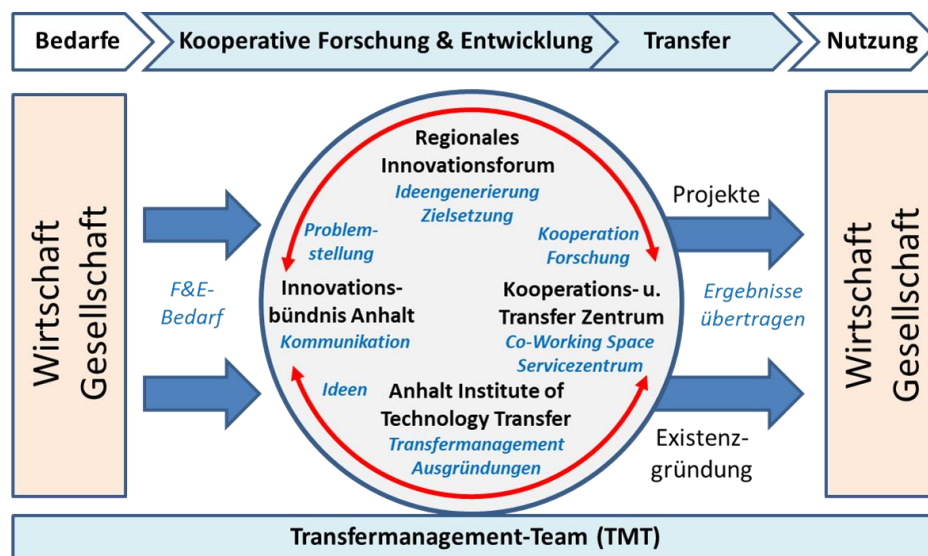 Bedarfe
Kooperative Forschung & Entwicklung
Transfer
Nutzung
Wirtschaft
Gesellschaft
F&E-
Bedarf
Regionales
Innovationsforum
Ideengenerierung
Zielsetzung
Problem-
stellung
Kooperation
Forschung
Innovations-
bündnis Anhalt
Kommunikation
Kooperations- u.
Transfer Zentrum
Co-Working Space
Servicezentrum
Ideen
Anhalt Institute of
Technology Transfer
Transfermanagement
Ausgründungen
Projekte
Ergebnisse
übertragen
Existenz-
gründung
Wirtschaft
Gesellschaft
Transfermanagement-Team (TMT)